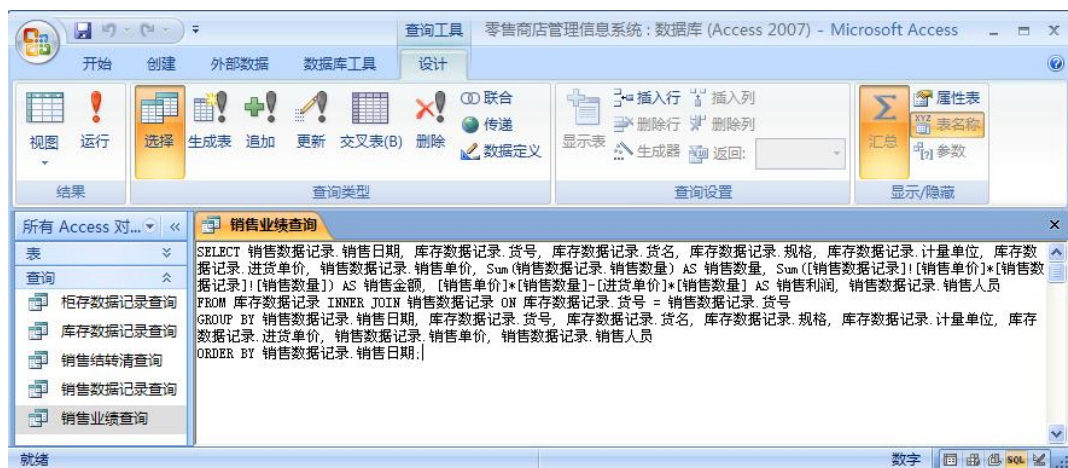 查询工具 零售商店管理信息系统 : 数据库 (Access 2007) - Microsoft Access
开始 创建 外部数据 数据库工具 设计
视图 运行 选择 生成表 追加 更新 交叉表(B) 删除
联合
传递
数据定义
显示表
插入行 插入列
删除行 删除列
生成器 返回:
汇总
属性表
表名称
参数
结果 查询类型 查询设置 显示/隐藏
所有 Access 对... «
销售业绩查询
表
查询
柜存数据记录查询
库存数据记录查询
销售结转清查询
销售数据记录查询
销售业绩查询
SELECT 销售数据记录.销售日期, 库存数据记录.货号, 库存数据记录.货名, 库存数据记录.规格, 库存数据记录.计量单位, 库存数
据记录.进货单价, 销售数据记录.销售单价, Sum(销售数据记录.销售数量) AS 销售数量, Sum([销售数据记录]![销售单价]*[销售数
据记录]![销售数量]) AS 销售金额, [销售单价]*[销售数量]-[进货单价]*[销售数量] AS 销售利润, 销售数据记录.销售人员
FROM 库存数据记录 INNER JOIN 销售数据记录 ON 库存数据记录.货号 = 销售数据记录.货号
GROUP BY 销售数据记录.销售日期, 库存数据记录.货号, 库存数据记录.货名, 库存数据记录.规格, 库存数据记录.计量单位, 库存
数据记录.进货单价, 销售数据记录.销售单价, 销售数据记录.销售人员
ORDER BY 销售数据记录.销售日期;
就绪 数字 SQL